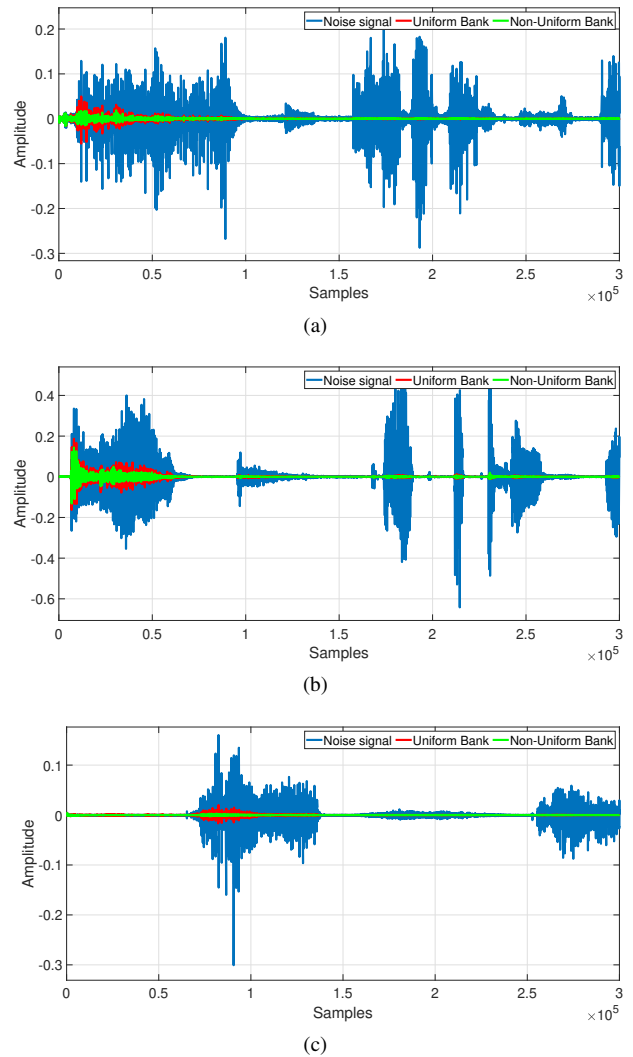 Noise signal Uniform Bank Non-Uniform Bank
0.2
0.1
0
-0.1
-0.2
-0.3
Amplitude
0 0.5 1 1.5 2 2.5 3
Samples
×10^5
(a)
Noise signal Uniform Bank Non-Uniform Bank
0.4
0.2
0
-0.2
-0.4
-0.6
Amplitude
0 0.5 1 1.5 2 2.5 3
Samples
×10^5
(b)
Noise signal Uniform Bank Non-Uniform Bank
0.1
0
-0.1
-0.2
-0.3
Amplitude
0 0.5 1 1.5 2 2.5 3
Samples
×10^5
(c)